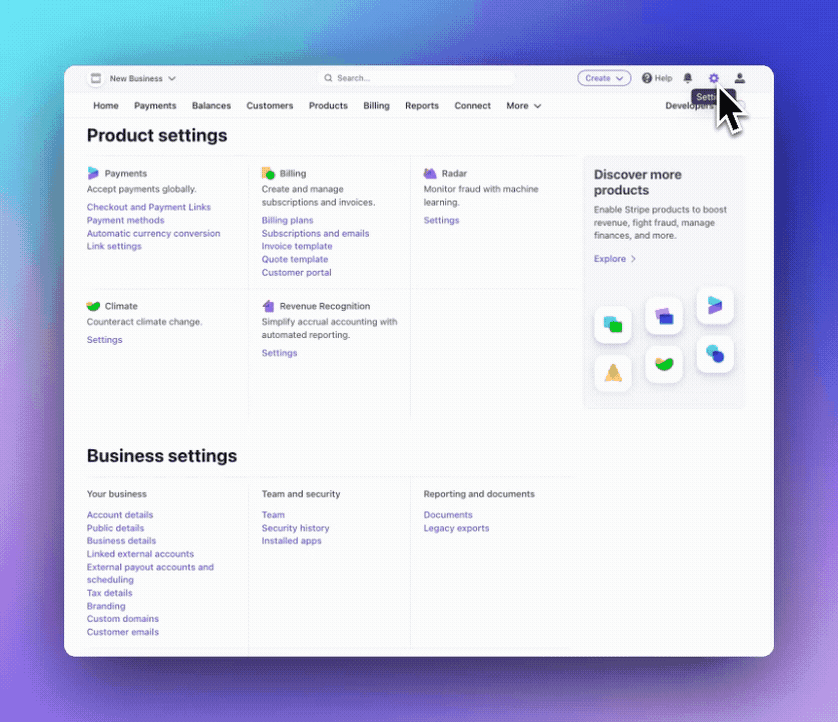 New Business
Search...
Create
Help
Home
Payments
Balances
Customers
Products
Billing
Reports
Connect
More
Developers
Product settings
Payments
Accept payments globally.
Checkout and Payment Links
Payment methods
Automatic currency conversion
Link settings
Billing
Create and manage
subscriptions and invoices.
Billing plans
Subscriptions and emails
Invoice template
Quote template
Customer portal
Radar
Monitor fraud with machine
learning.
Settings
Discover more
products
Enable Stripe products to boost
revenue, fight fraud, manage
finances, and more.
Explore
Climate
Counteract climate change.
Settings
Revenue Recognition
Simplify accrual accounting with
automated reporting.
Settings
Business settings
Your business
Account details
Public details
Business details
Linked external accounts
External payout accounts and
scheduling
Tax details
Branding
Custom domains
Customer emails
Team and security
Team
Security history
Installed apps
Reporting and documents
Documents
Legacy exports